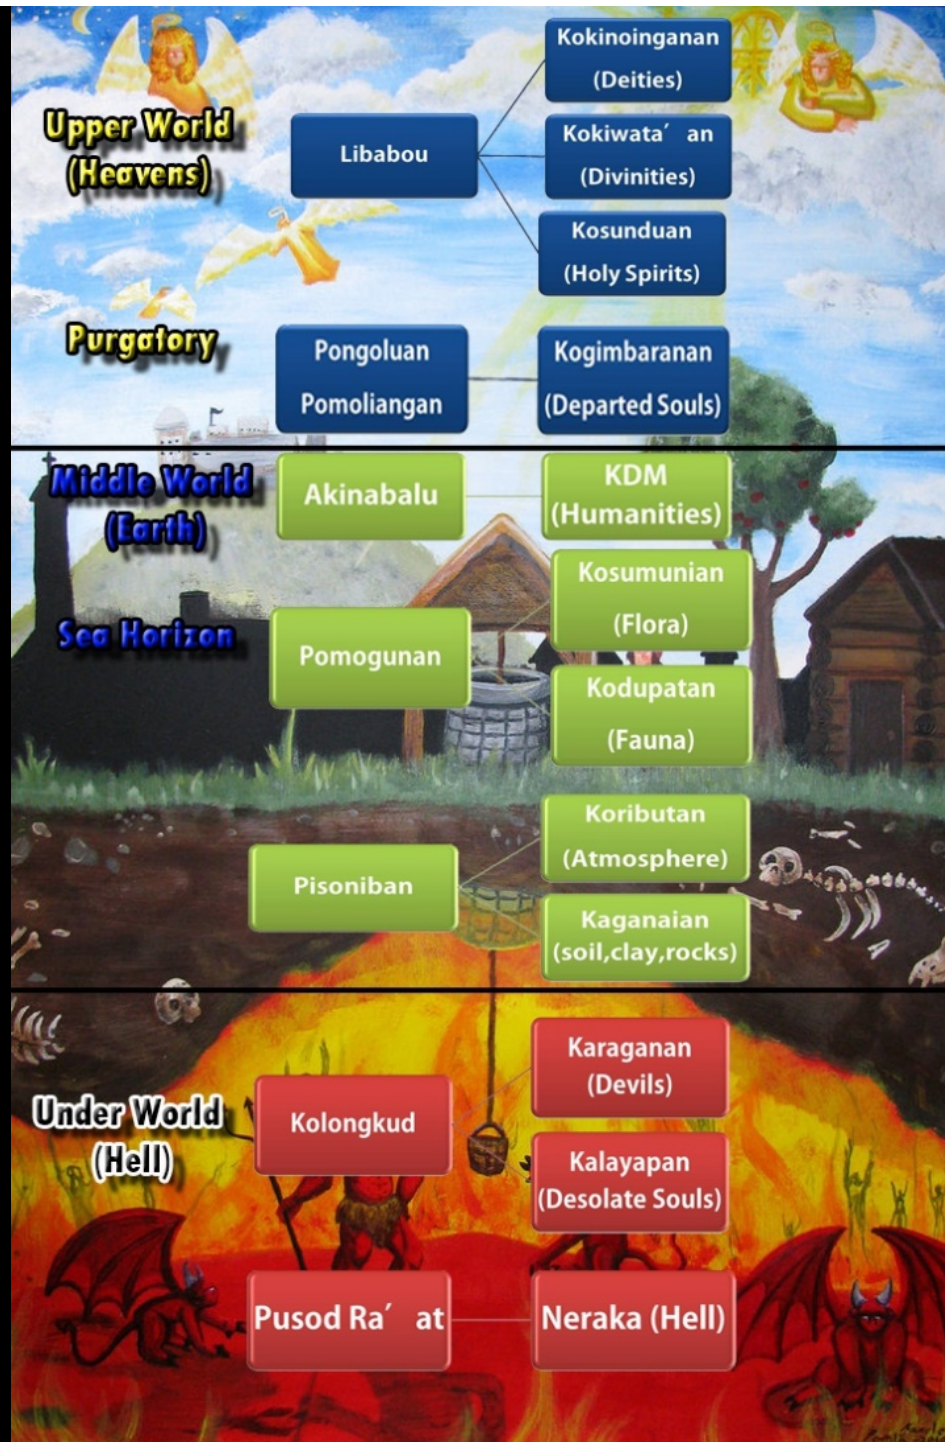 Upper World
(Heavens)
Libabou
Kokinoinganan
(Deities)
Kokiwata′ an
(Divinities)
Kosunduan
(Holy Spirits)
Purgatory
Pongoluan
Pomoliangan
Kogimbaranan
(Departed Souls)
Middle World
(Earth)
Akinabalu
KDM
(Humanities)
Sea Horizon
Pomogunan
Kosumunian
(Flora)
Kodupatan
(Fauna)
Pisoniban
Koributan
(Atmosphere)
Kaganaian
(soil,clay,rocks)
Under World
(Hell)
Kolongkud
Karaganan
(Devils)
Kalayapan
(Desolate Souls)
Pusod Ra′ at
Neraka (Hell)